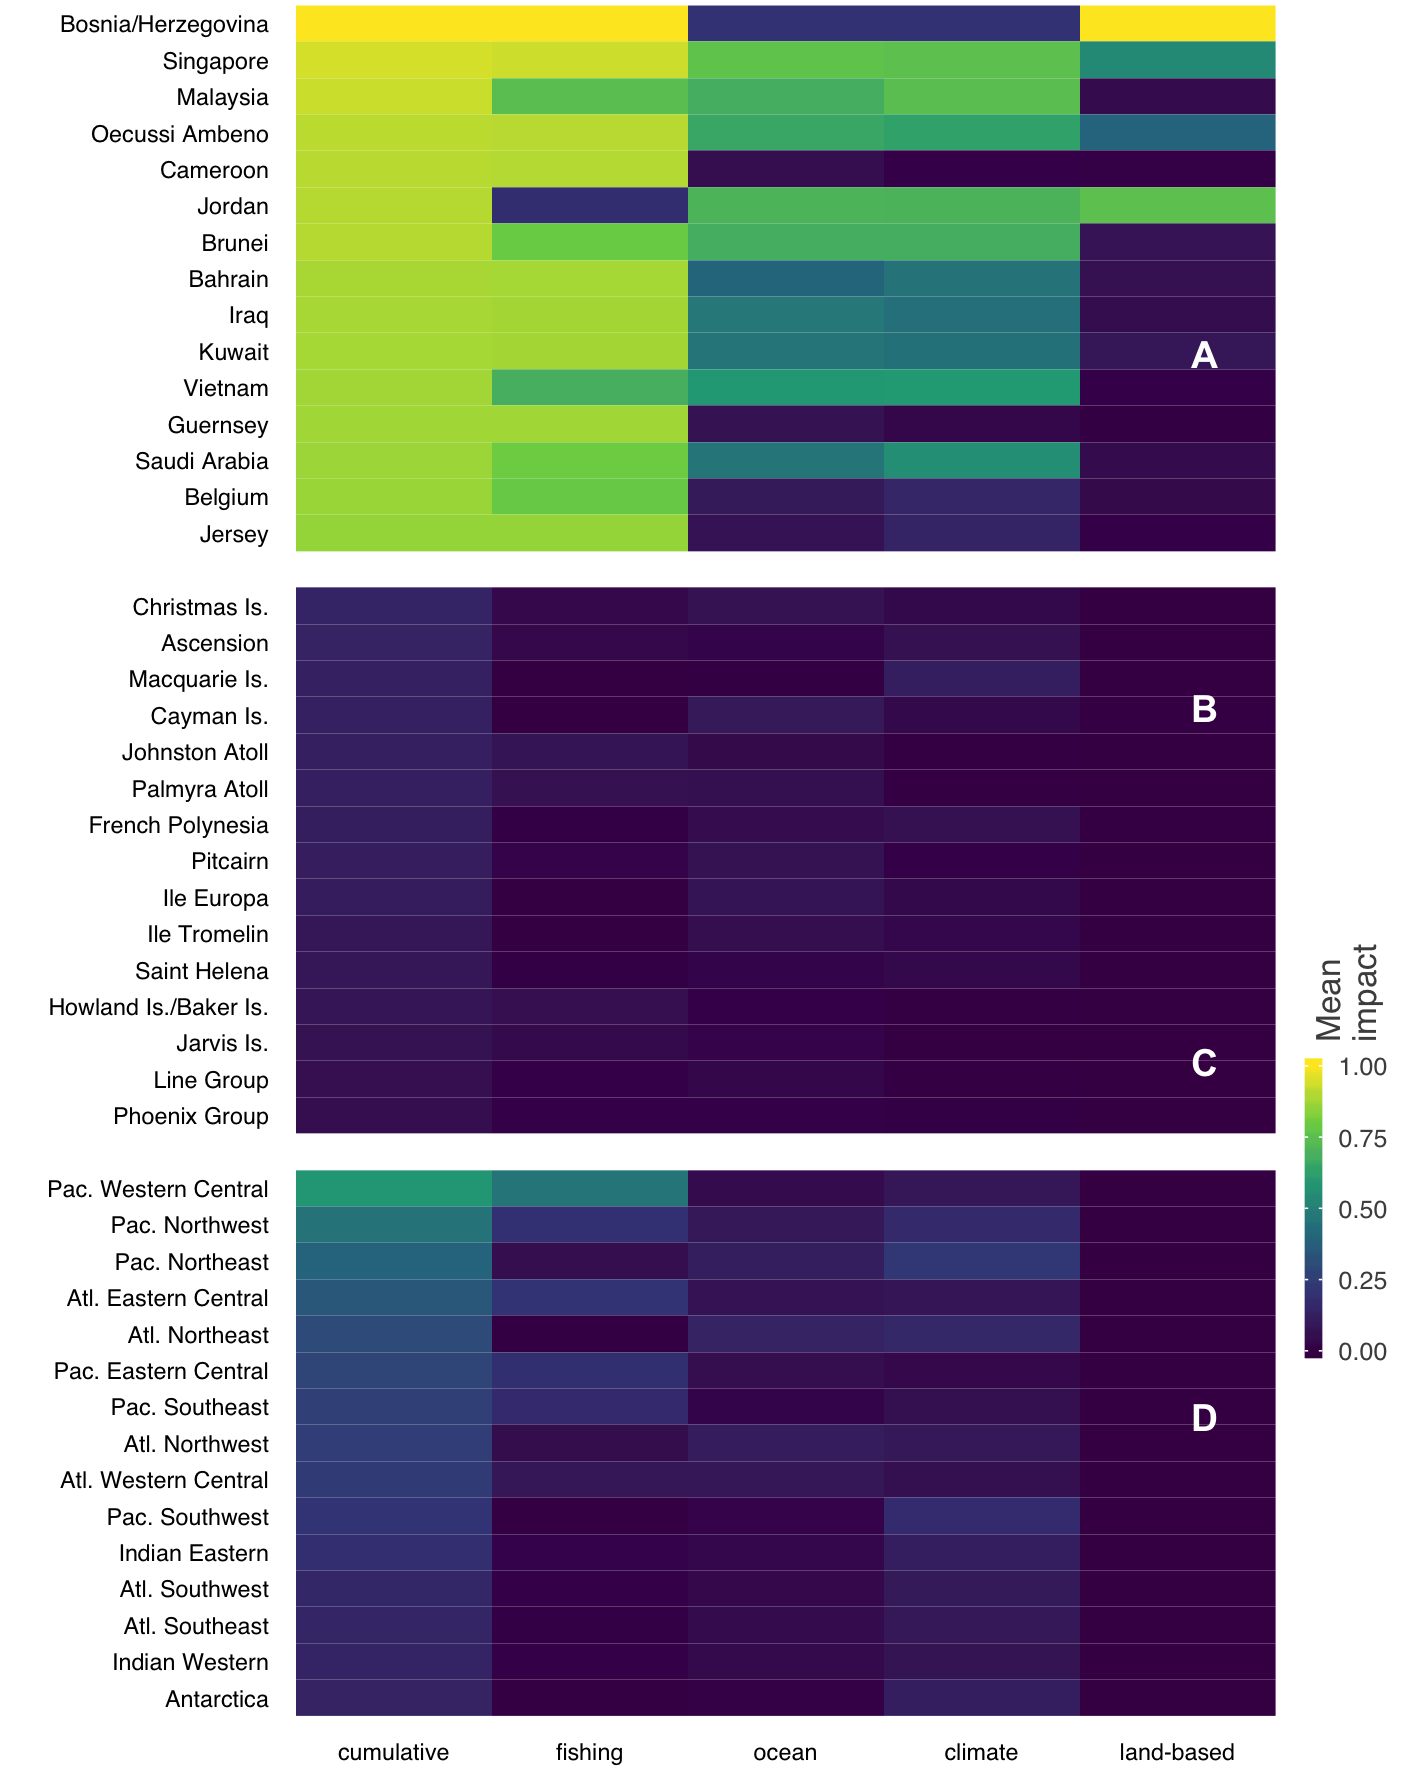 Bosnia/Herzegovina
Singapore
Malaysia
Oecussi Ambeno
Cameroon
Jordan
Brunei
Bahrain
Iraq
Kuwait
A
Vietnam
Guernsey
Saudi Arabia
Belgium
Jersey
Christmas Is.
Ascension
Macquarie Is.
Cayman Is.
B
Johnston Atoll
Palmyra Atoll
French Polynesia
Pitcairn
Ile Europa
Ile Tromelin
Saint Helena
Howland Is./Baker Is.
Jarvis Is.
C
Line Group
Phoenix Group
Pac. Western Central
Pac. Northwest
Pac. Northeast
Atl. Eastern Central
Atl. Northeast
Pac. Eastern Central
Pac. Southeast
D
Atl. Northwest
Atl. Western Central
Pac. Southwest
Indian Eastern
Atl. Southwest
Atl. Southeast
Indian Western
Antarctica
cumulative fishing ocean climate land-based
Mean
impact
1.00
0.75
0.50
0.25
0.00